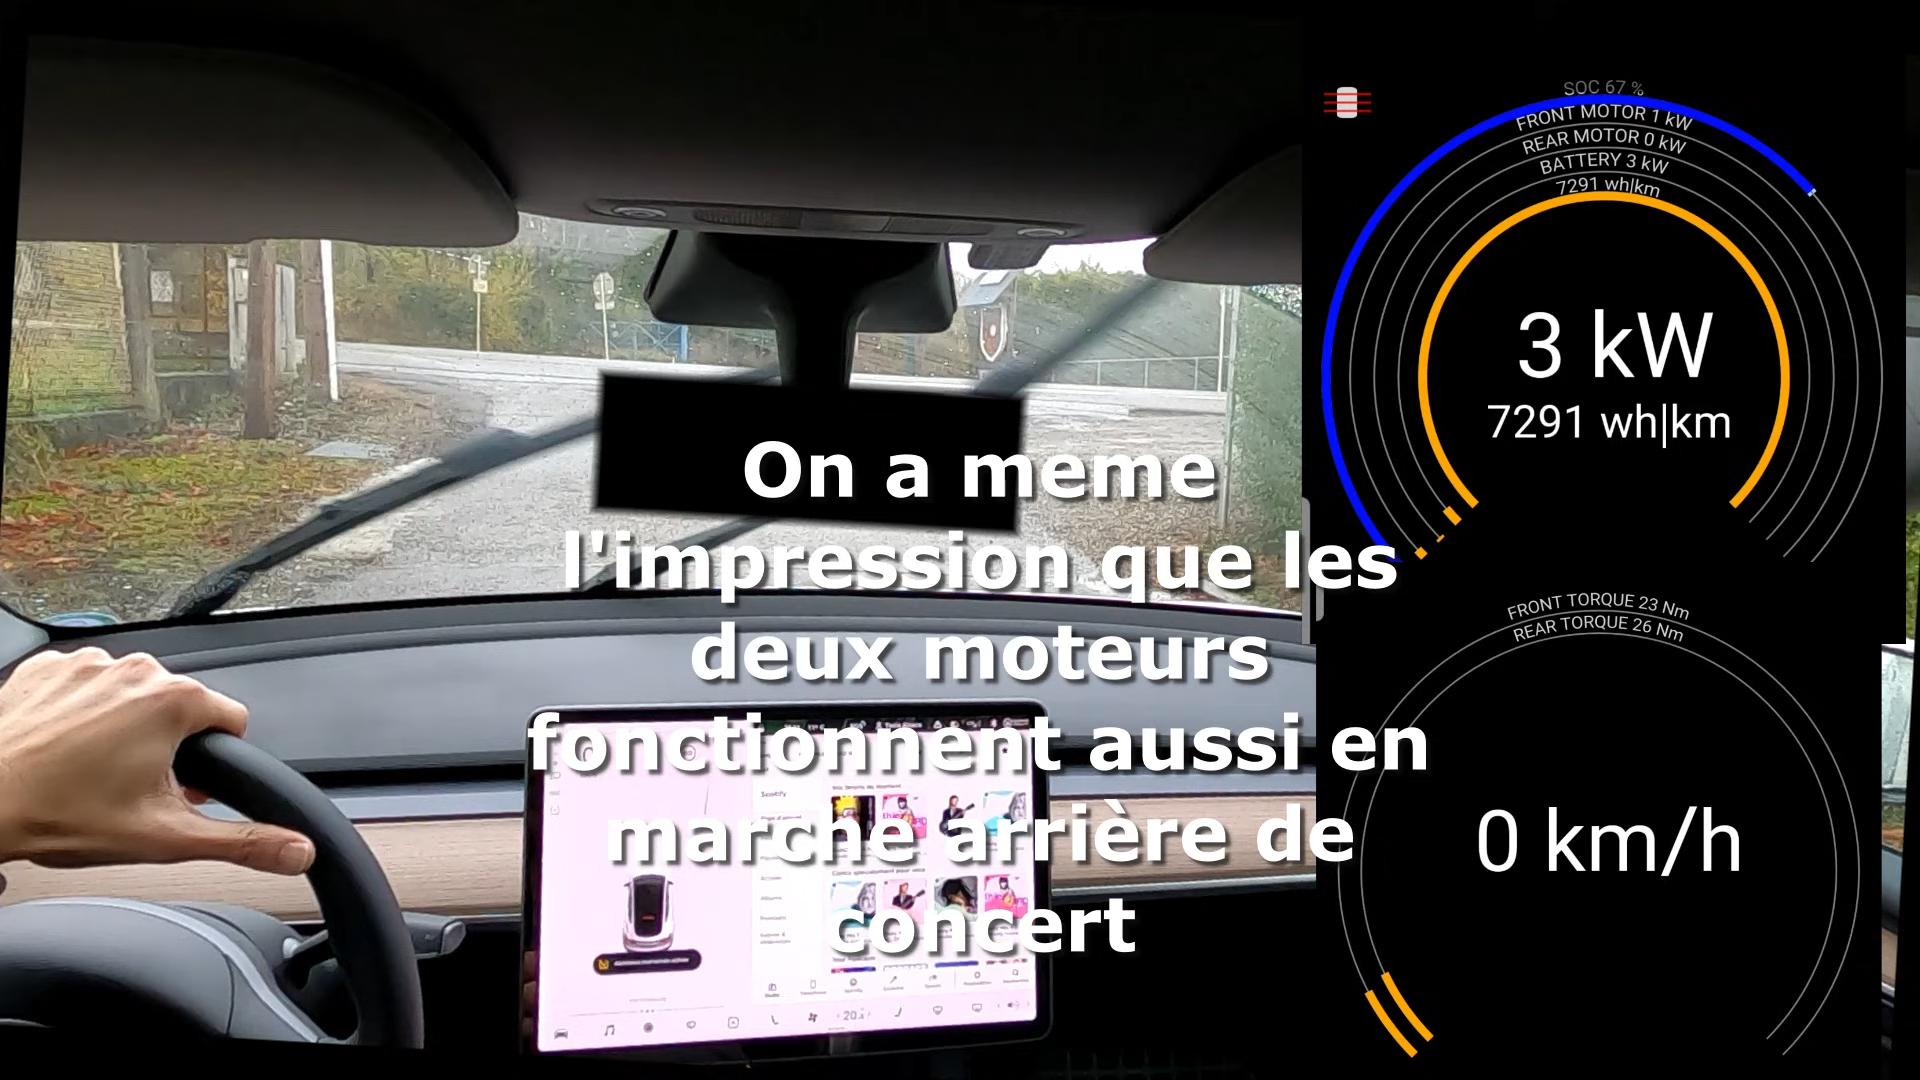 SOC 67 %
FRONT MOTOR 1 kW
REAR MOTOR 0 kW
BATTERY 3 kW
7291 wh|km
3 kW
7291 wh|km
On a meme
l'impression que les
deux moteurs
fonctionnent aussi en
marche arrière de
concert
FRONT TORQUE 23 Nm
REAR TORQUE 26 Nm
0 km/h
Spotify
20.